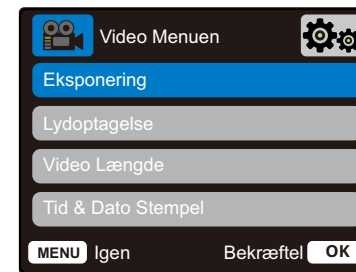 Video Menuen
Eksponering
Lydoptagelse
Video Længde
Tid & Dato Stempel
MENU Igen Bekræftel OK